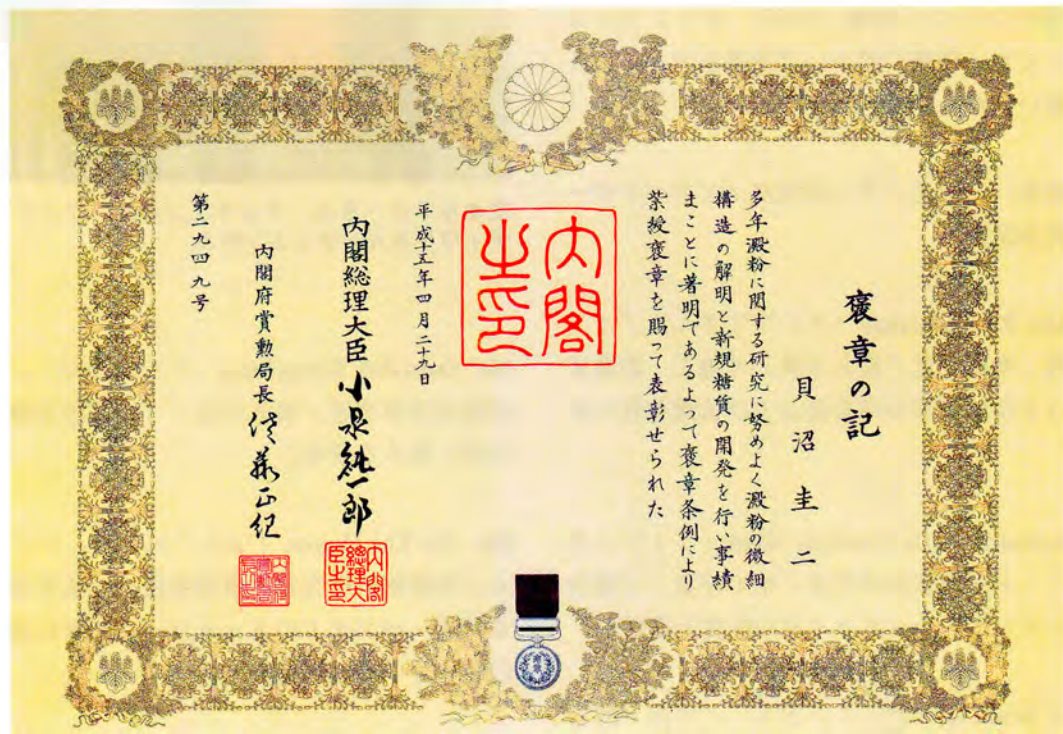 褒章の記
貝沼圭二
多年澱粉に関する研究に努めよく澱粉の微細
構造の解明と新規糖質の開発を行い事績
まことに著明であるよって褒章条例により
紫綬褒章を賜って表彰せられた
内閣
之印
平成十五年四月二十九日
内閣総理大臣 小泉純一郎
内閣総理大臣之印
内閣府賞勲局長 佐藤正紀
第二九四九号